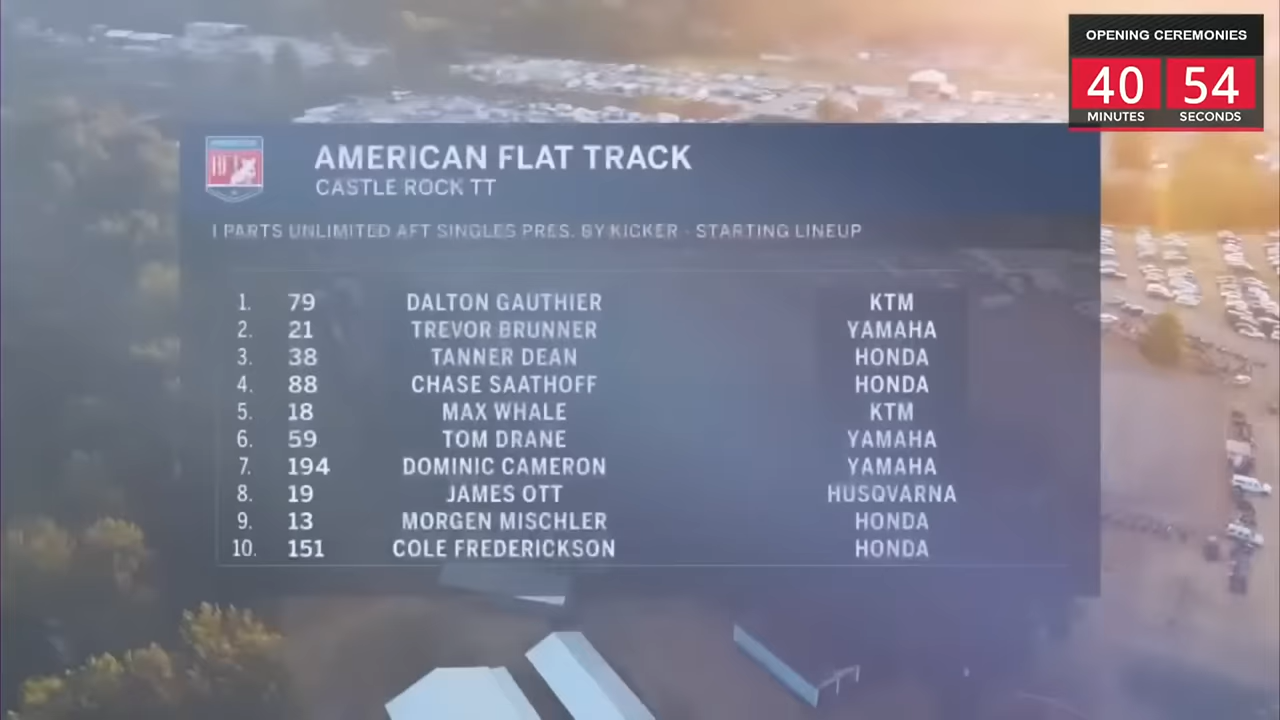 OPENING CEREMONIES
40 54
MINUTES SECONDS
AMERICAN FLAT TRACK
CASTLE ROCK TT
PARTS UNLIMITED AFT SINGLES PRES. BY KICKER - STARTING LINEUP
1. 79 DALTON GAUTHIER KTM
2. 21 TREVOR BRUNNER YAMAHA
3. 38 TANNER DEAN HONDA
4. 88 CHASE SAATHOFF HONDA
5. 18 MAX WHALE KTM
6. 59 TOM DRANE YAMAHA
7. 194 DOMINIC CAMERON YAMAHA
8. 19 JAMES OTT HUSQVARNA
9. 13 MORGEN MISCHLER HONDA
10. 151 COLE FREDERICKSON HONDA